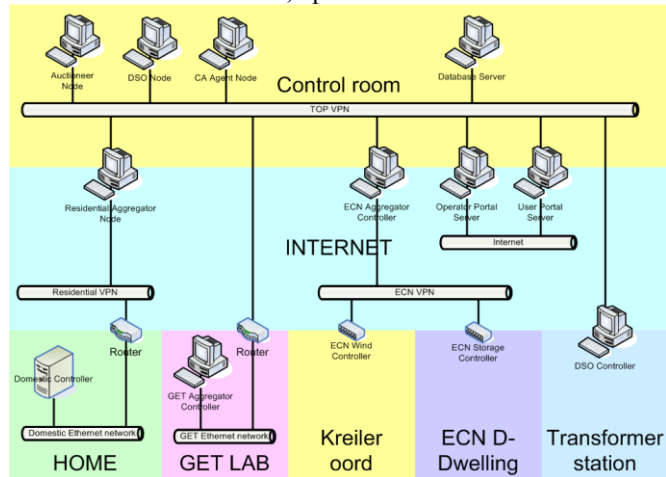 Auctioneer
Node
DSO Node
CA Agent Node
Database Server
Control room
TOP VPN
Residential Aggregator
Node
ECN Aggregator
Controller
Operator Portal
Server
User Portal
Server
INTERNET
Internet
Residential VPN
ECN VPN
Router
Router
ECN Wind
Controller
ECN Storage
Controller
DSO Controller
Domestic Controller
GET Aggregator
Controller
Domestic Ethernet network
GET Ethernet network
HOME
GET LAB
Kreiler
oord
ECN D-
Dwelling
Transformer
station